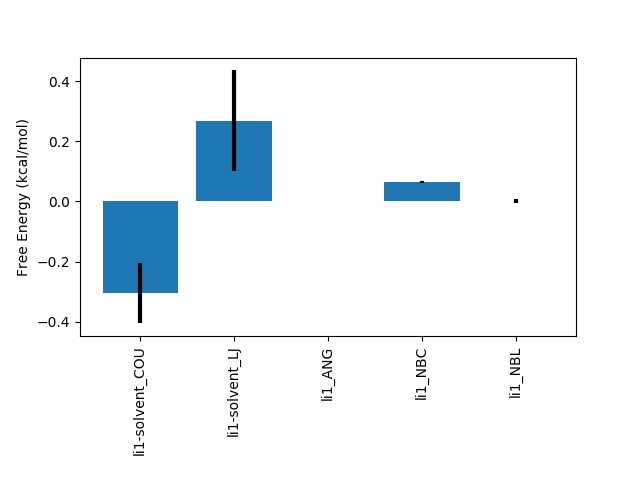 Free Energy (kcal/mol)
0.4
0.2
0.0
−0.2
−0.4
li1-solvent_COU
li1-solvent_LJ
li1_ANG
li1_NBC
li1_NBL